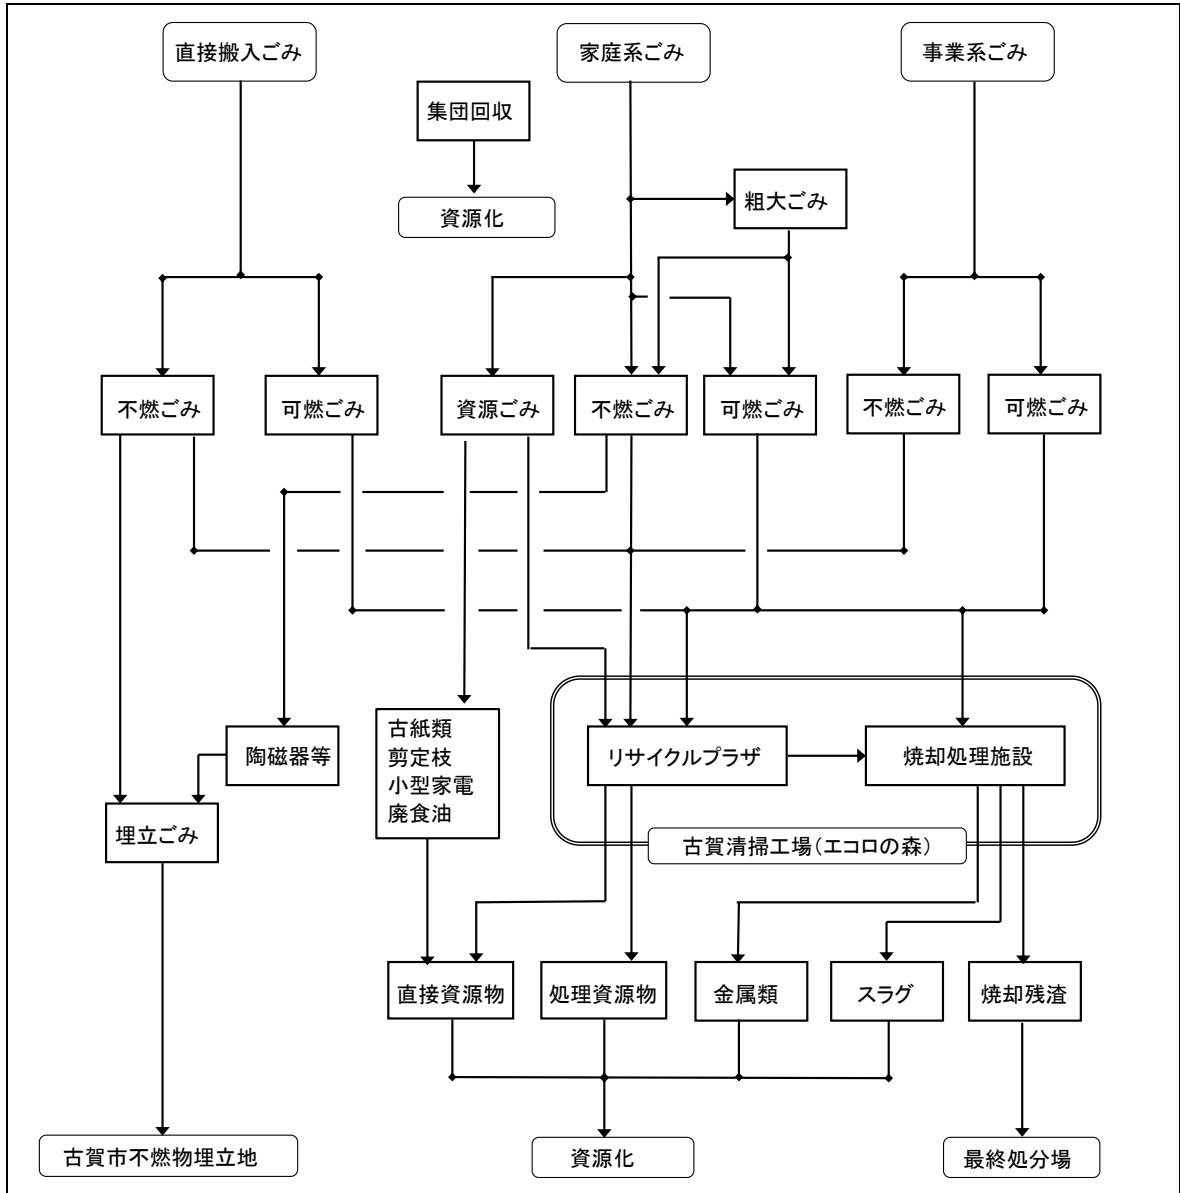 直接搬入ごみ
家庭系ごみ
事業系ごみ
集団回収
資源化
粗大ごみ
不燃ごみ
可燃ごみ
資源ごみ
不燃ごみ
可燃ごみ
不燃ごみ
可燃ごみ
古紙類
剪定枝
小型家電
廃食油
陶磁器等
リサイクルプラザ
焼却処理施設
埋立ごみ
古賀清掃工場(エコロの森)
直接資源物
処理資源物
金属類
スラグ
焼却残渣
古賀市不燃物埋立地
資源化
最終処分場